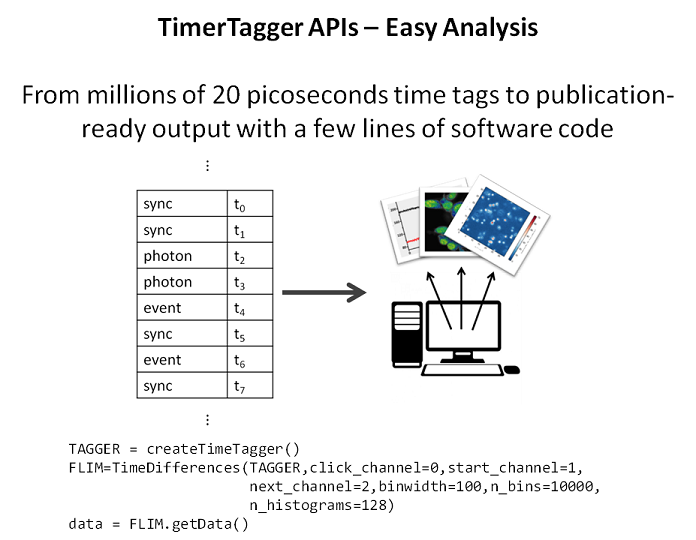 TimerTagger APIs – Easy Analysis
From millions of 20 picoseconds time tags to publication-
ready output with a few lines of software code
⋮
sync t₀
sync t₁
photon t₂
photon t₃
event t₄
sync t₅
event t₆
sync t₇
⋮
TAGGER = createTimeTagger()
FLIM=TimeDifferences(TAGGER,click_channel=0,start_channel=1,
next_channel=2,binwidth=100,n_bins=10000,
n_histograms=128)
data = FLIM.getData()